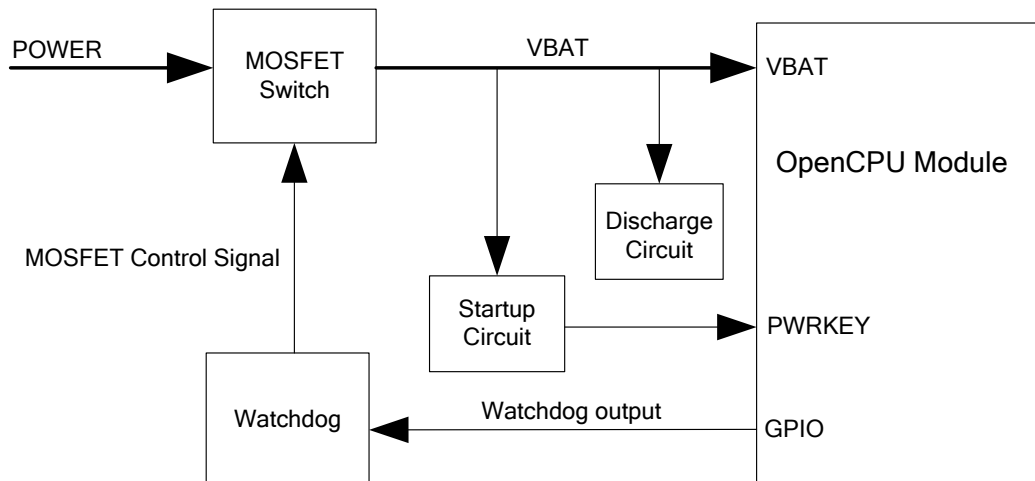 POWER
MOSFET
Switch
VBAT
VBAT
OpenCPU Module
Discharge
Circuit
MOSFET Control Signal
Startup
Circuit
PWRKEY
Watchdog
Watchdog output
GPIO